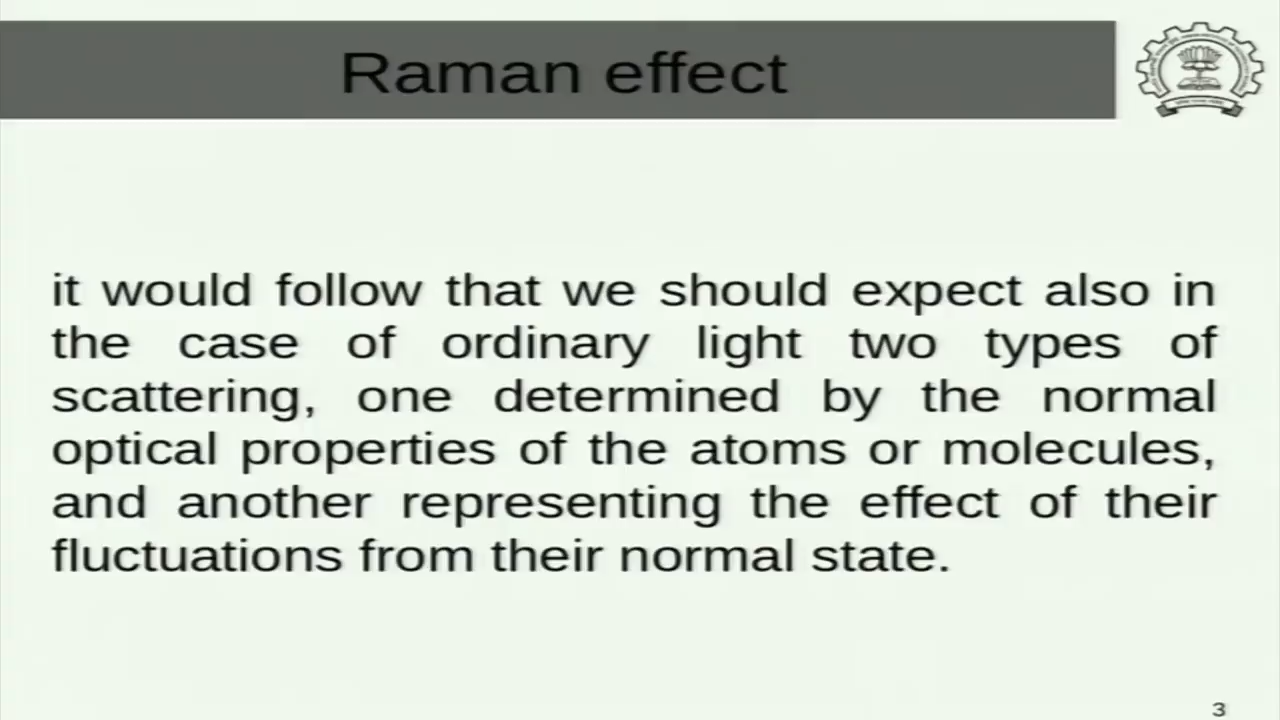 Raman effect
it would follow that we should expect also in
the case of ordinary light two types of
scattering, one determined by the normal
optical properties of the atoms or molecules,
and another representing the effect of their
fluctuations from their normal state.
3